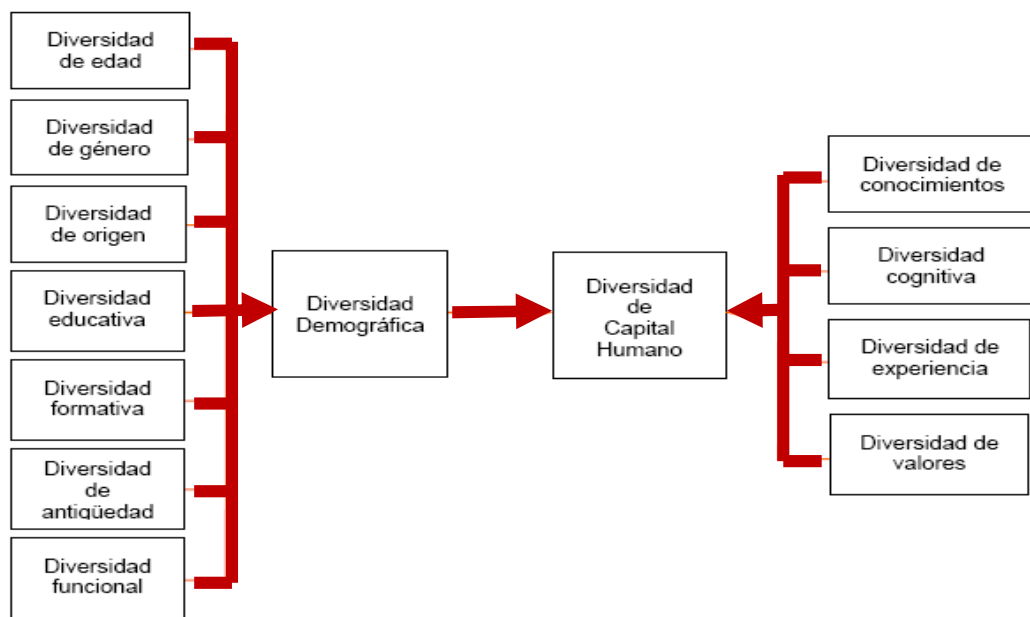 Diversidad
de edad
Diversidad
de género
Diversidad
de origen
Diversidad
educativa
Diversidad
formativa
Diversidad
de
antigüedad
Diversidad
funcional
Diversidad
Demográfica
Diversidad
de
Capital
Humano
Diversidad de
conocimientos
Diversidad
cognitiva
Diversidad de
experiencia
Diversidad de
valores